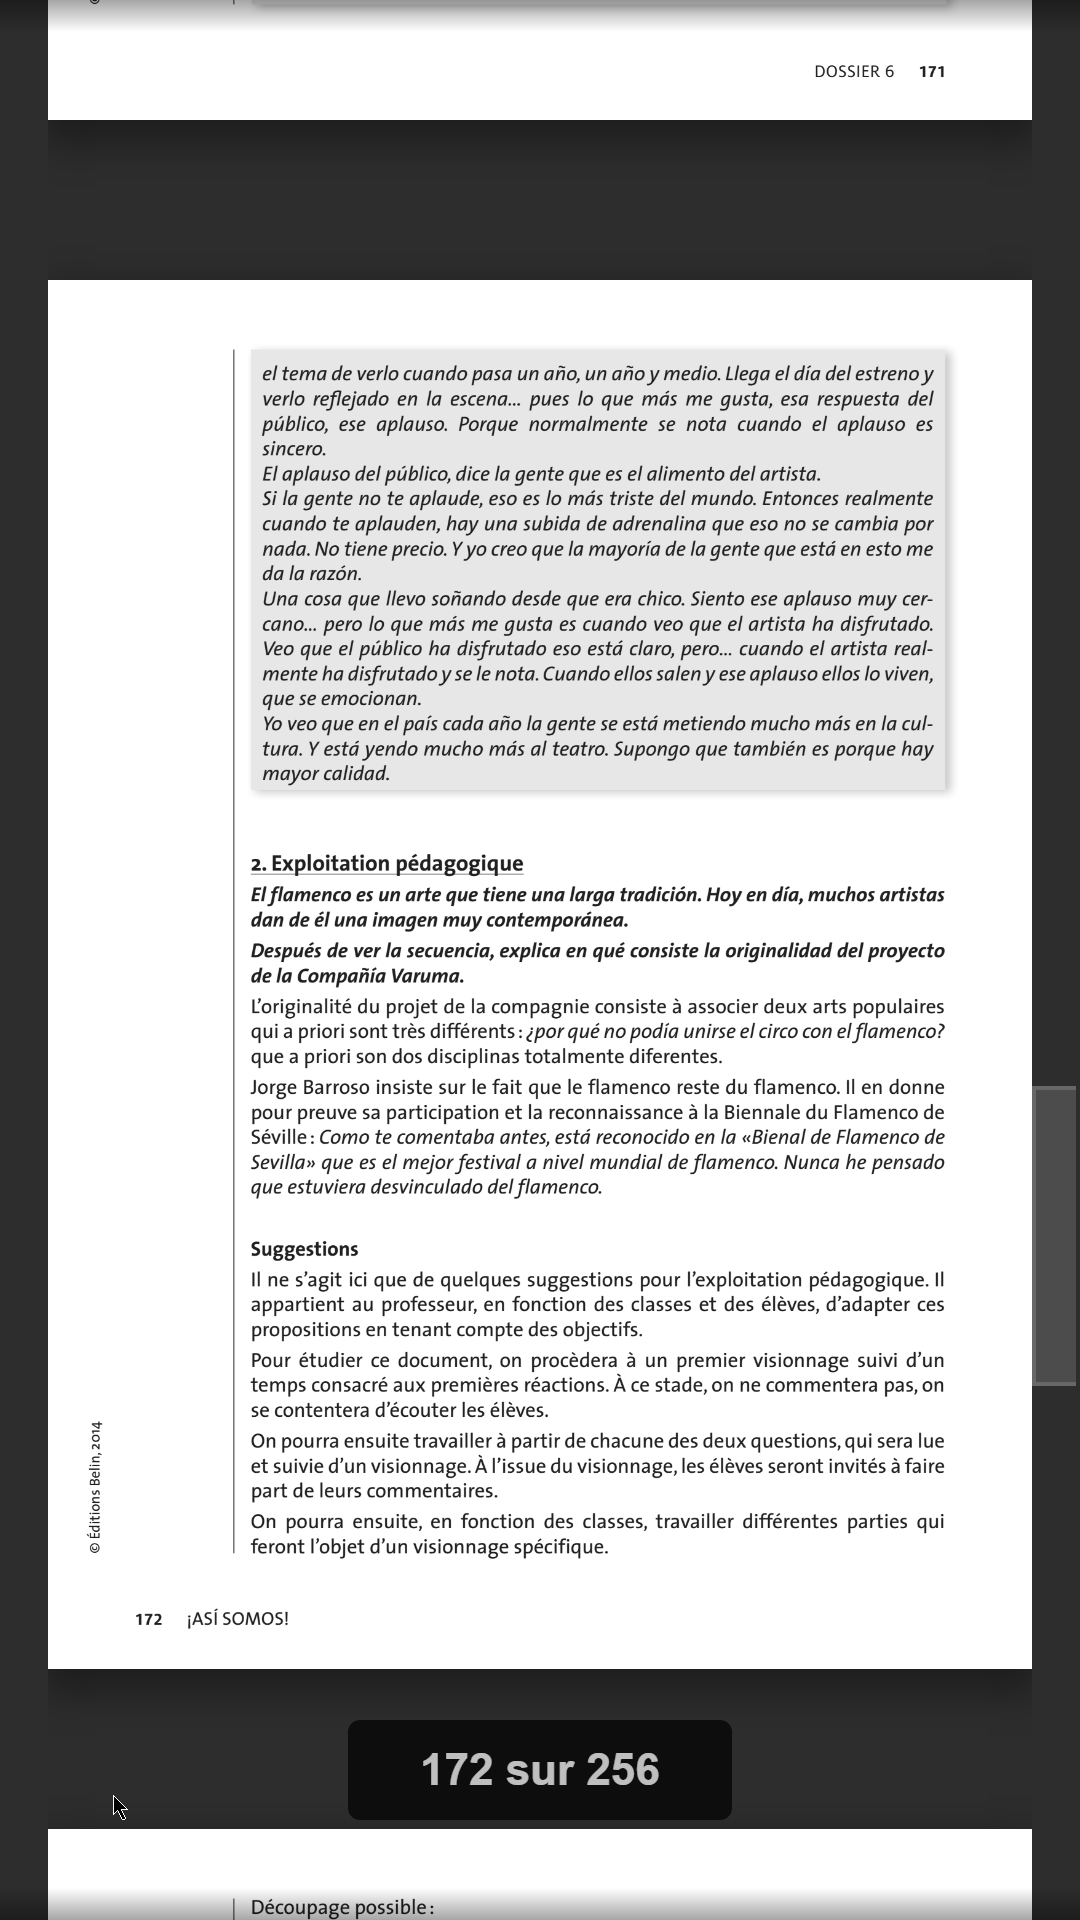 DOSSIER 6 171
el tema de verlo cuando pasa un año, un año y medio. Llega el día del estreno y
verlo reflejado en la escena... pues lo que más me gusta, esa respuesta del
público, ese aplauso. Porque normalmente se nota cuando el aplauso es
sincero.
El aplauso del público, dice la gente que es el alimento del artista.
Si la gente no te aplaude, eso es lo más triste del mundo. Entonces realmente
cuando te aplauden, hay una subida de adrenalina que eso no se cambia por
nada. No tiene precio. Y yo creo que la mayoría de la gente que está en esto me
da la razón.
Una cosa que llevo soñando desde que era chico. Siento ese aplauso muy cer-
cano... pero lo que más me gusta es cuando veo que el artista ha disfrutado.
Veo que el público ha disfrutado eso está claro, pero... cuando el artista real-
mente ha disfrutado y se le nota. Cuando ellos salen y ese aplauso ellos lo viven,
que se emocionan.
Yo veo que en el país cada año la gente se está metiendo mucho más en la cul-
tura. Y está yendo mucho más al teatro. Supongo que también es porque hay
mayor calidad.
2. Exploitation pédagogique
El flamenco es un arte que tiene una larga tradición. Hoy en día, muchos artistas
dan de él una imagen muy contemporánea.
Después de ver la secuencia, explica en qué consiste la originalidad del proyecto
de la Compañía Varuma.
L'originalité du projet de la compagnie consiste à associer deux arts populaires
qui a priori sont très différents : ¿por qué no podía unirse el circo con el flamenco?
que a priori son dos disciplinas totalmente diferentes.
Jorge Barroso insiste sur le fait que le flamenco reste du flamenco. Il en donne
pour preuve sa participation et la reconnaissance à la Biennale du Flamenco de
Séville : Como te comentaba antes, está reconocido en la «Bienal de Flamenco de
Sevilla» que es el mejor festival a nivel mundial de flamenco. Nunca he pensado
que estuviera desvinculado del flamenco.
Suggestions
Il ne s'agit ici que de quelques suggestions pour l'exploitation pédagogique. Il
appartient au professeur, en fonction des classes et des élèves, d'adapter ces
propositions en tenant compte des objectifs.
Pour étudier ce document, on procèdera à un premier visionnage suivi d'un
temps consacré aux premières réactions. À ce stade, on ne commentera pas, on
se contentera d'écouter les élèves.
On pourra ensuite travailler à partir de chacune des deux questions, qui sera lue
et suivie d'un visionnage. À l'issue du visionnage, les élèves seront invités à faire
part de leurs commentaires.
On pourra ensuite, en fonction des classes, travailler différentes parties qui
feront l'objet d'un visionnage spécifique.
© Éditions Belin, 2014
172 ¡ASÍ SOMOS!
172 sur 256
Découpage possible :